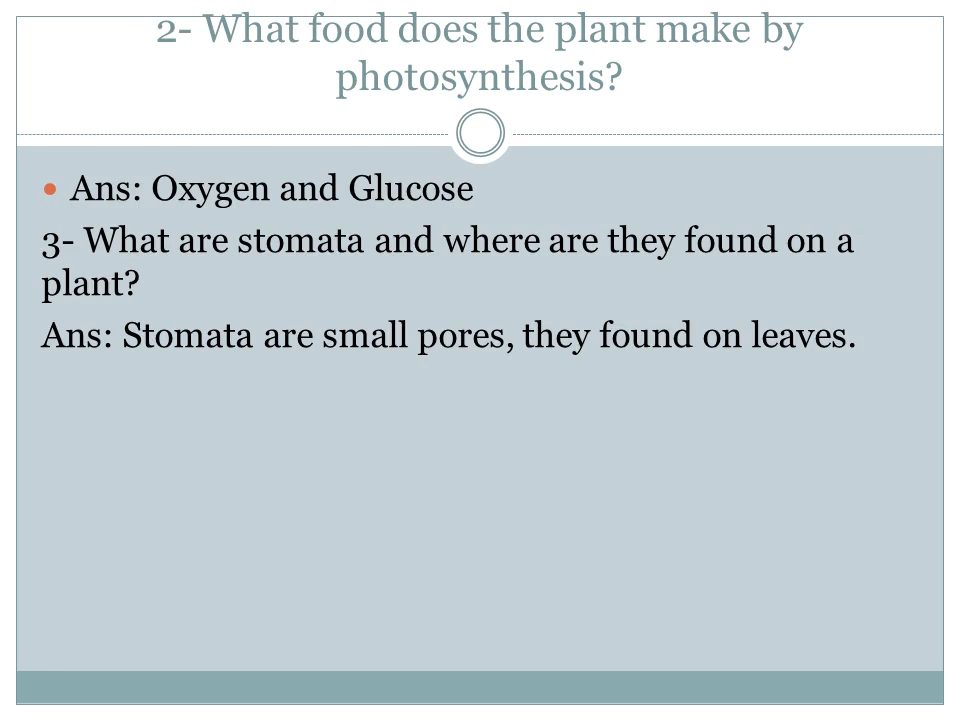 2- What food does the plant make by
photosynthesis?
Ans: Oxygen and Glucose
3- What are stomata and where are they found on a
plant?
Ans: Stomata are small pores, they found on leaves.